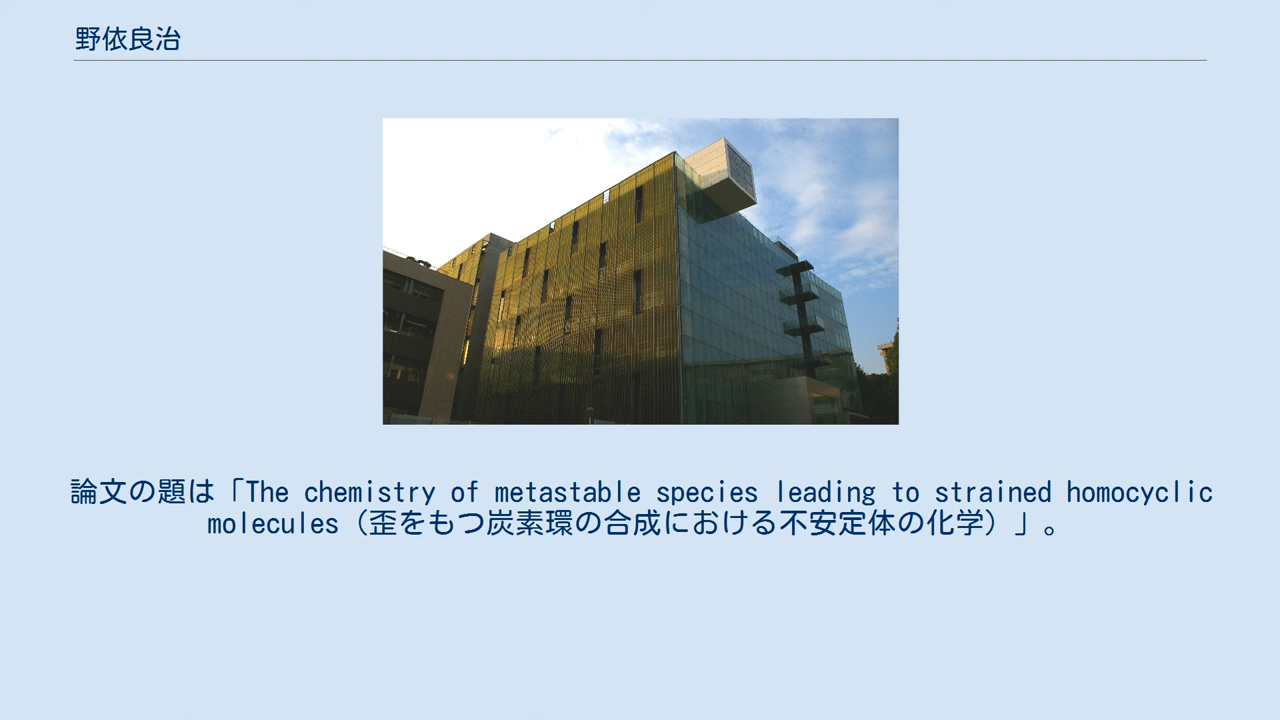 野依良治
論文の題は「The chemistry of metastable species leading to strained homocyclic
molecules（歪をもつ炭素環の合成における不安定体の化学）」。